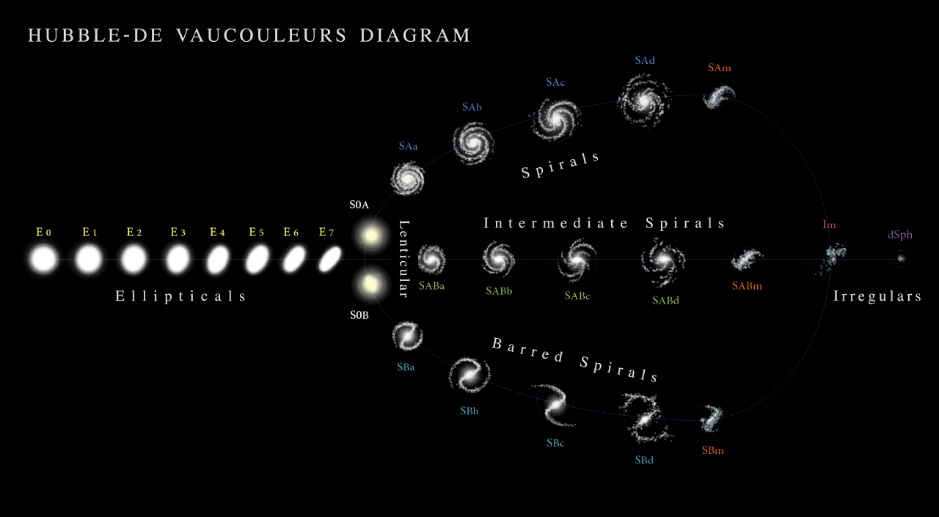 HUBBLE-DE VAUCOULEURS DIAGRAM
SAa
SAb
SAc
SAd
SAm
Spirals
E0 E1 E2 E3 E4 E5 E6 E7
Ellipticals
S0A
S0B
Lenticular
Intermediate Spirals
SABa
SABb
SABc
SABd
SABm
Im
dSph
Irregulars
Barred Spirals
SBa
SBb
SBc
SBd
SBm